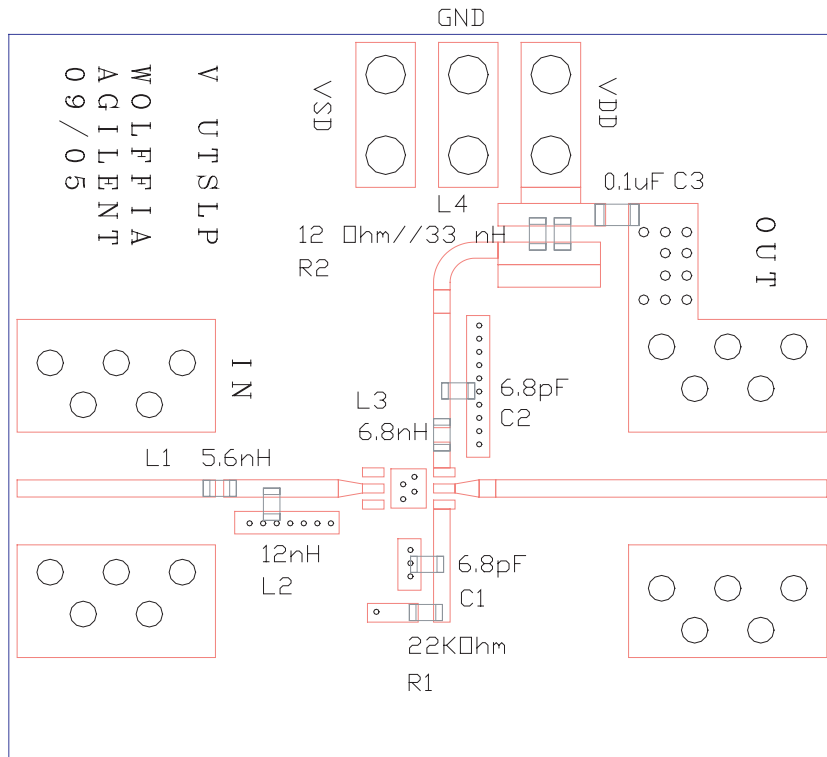 GND
V UTSLP
WOLFFIA
AGILENT
09/05
VSD
VDD
0.1uF C3
L4
12 Ohm//33 nH
R2
OUT
IN
6.8pF
C2
L3
6.8nH
L1 5.6nH
12nH
L2
6.8pF
C1
22KOhm
R1